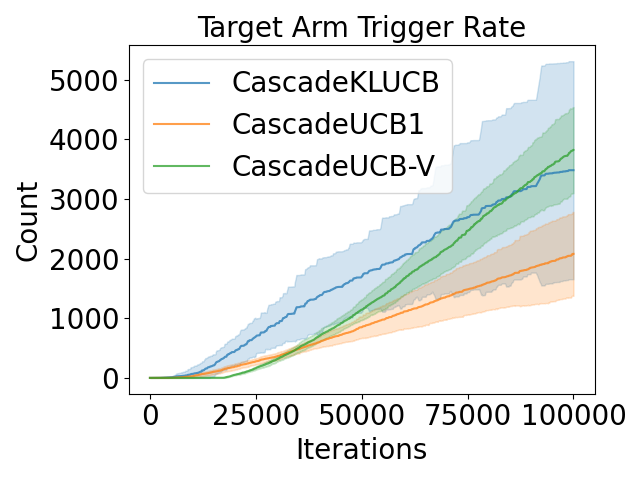 Target Arm Trigger Rate
CascadeKLUCB
CascadeUCB1
CascadeUCB-V
Count
5000
4000
3000
2000
1000
0
0 25000 50000 75000 100000
Iterations